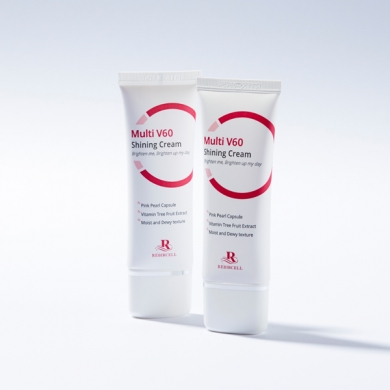 Multi V60
Shining Cream
Brighten me, Brighten up my day
Pink Pearl Capsule
Vitamin Tree Fruit Extract
Moist and Dewy texture
R
REDIRCELL
Multi V60
Shining Cream
Brighten me, Brighten up my day
Pink Pearl Capsule
Vitamin Tree Fruit Extract
Moist and Dewy texture
R
REDIRCELL